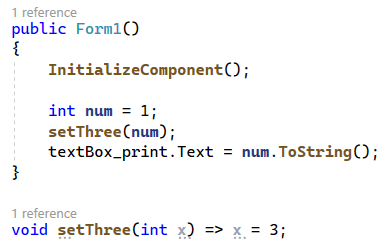 1 reference
public Form1()
{
    InitializeComponent();

    int num = 1;
    setThree(num);
    textBox_print.Text = num.ToString();
}

1 reference
void setThree(int x) => x = 3;